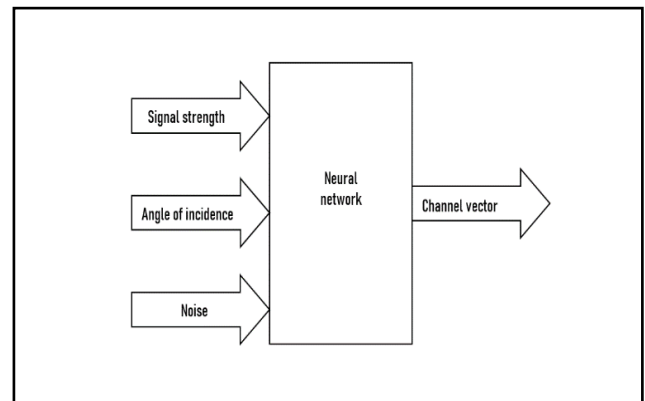 Signal strength
Angle of incidence
Noise
Neural
network
Channel vector